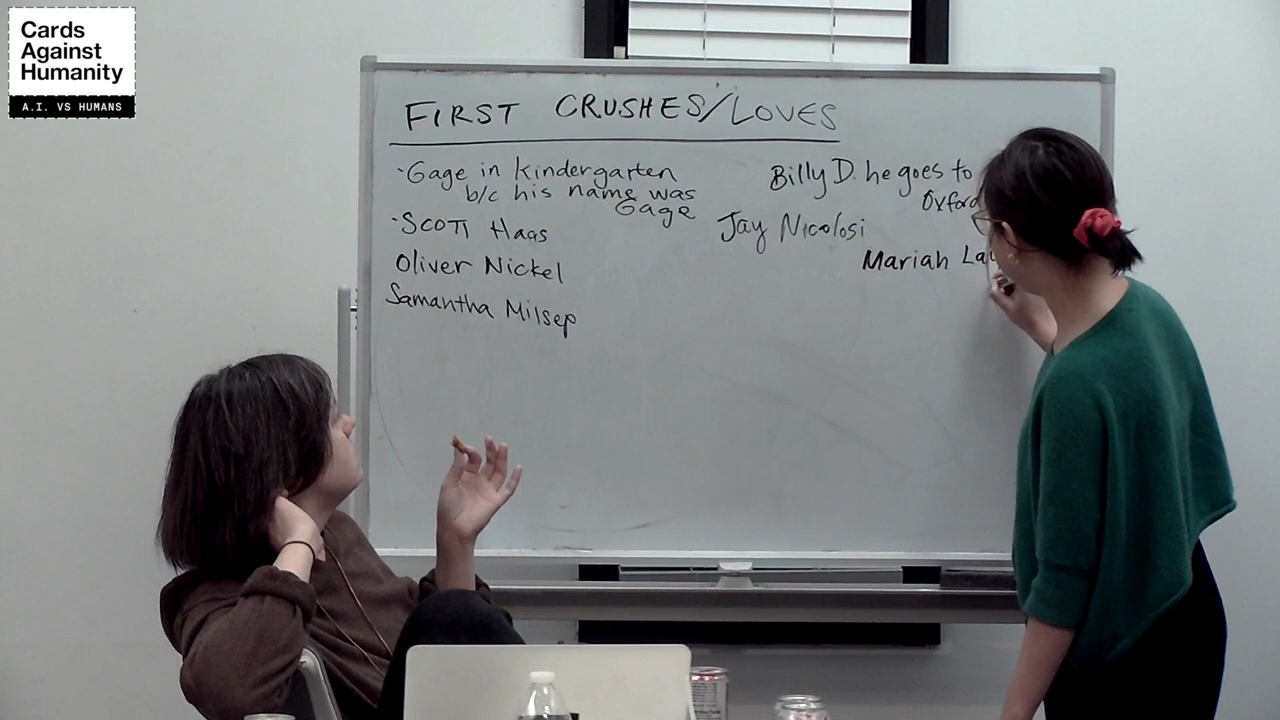 Cards
Against
Humanity
A.I. VS HUMANS
FIRST CRUSHES/LOVES
·Gage in kindergarten
b/c his name was
Gage
·SCOTT Haas
Oliver Nickel
Samantha Milsep
Billy D. he goes to
Oxford
Jay Nicolosi
Mariah